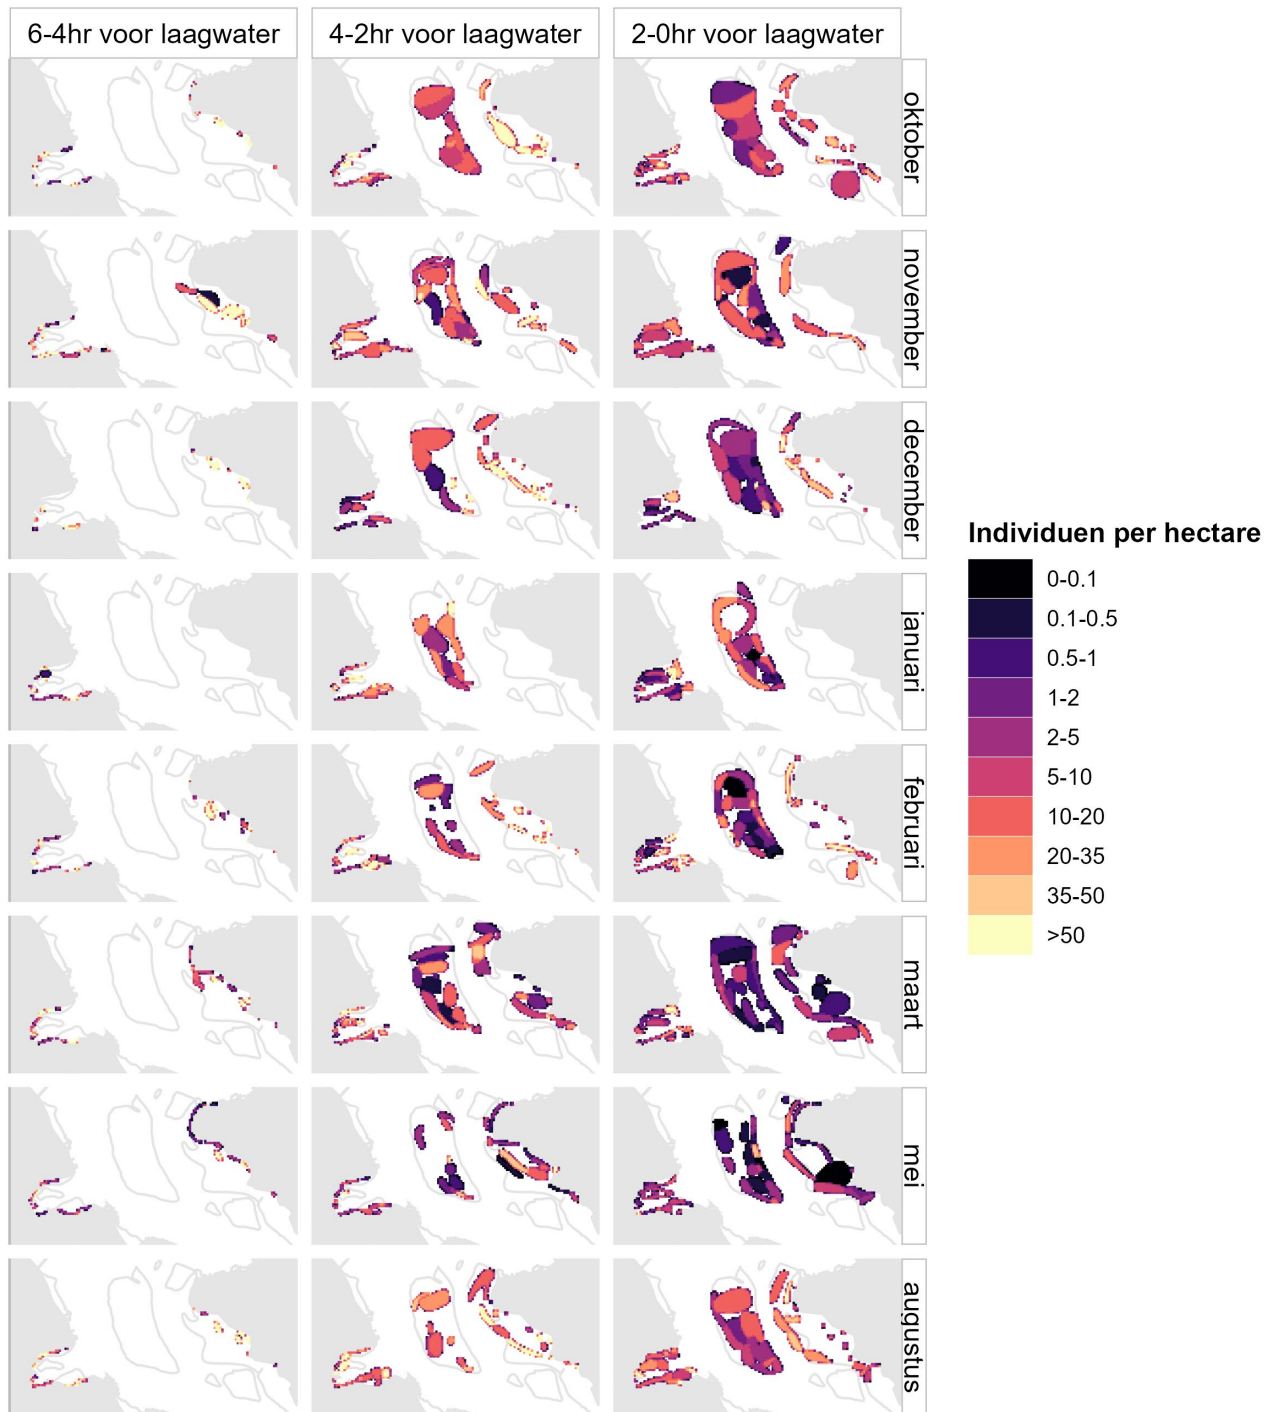 6-4hr voor laagwater
4-2hr voor laagwater
2-0hr voor laagwater
oktober
november
december
januari
februari
maart
mei
augustus
Individuen per hectare
0-0.1
0.1-0.5
0.5-1
1-2
2-5
5-10
10-20
20-35
35-50
>50